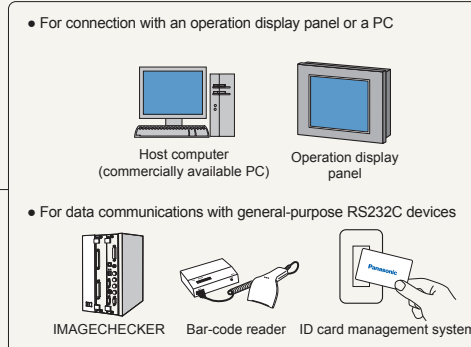 ● For connection with an operation display panel or a PC
Host computer
(commercially available PC)
Operation display
panel
● For data communications with general-purpose RS232C devices
Panasonic
IMAGECHECKER
Bar-code reader
ID card management system